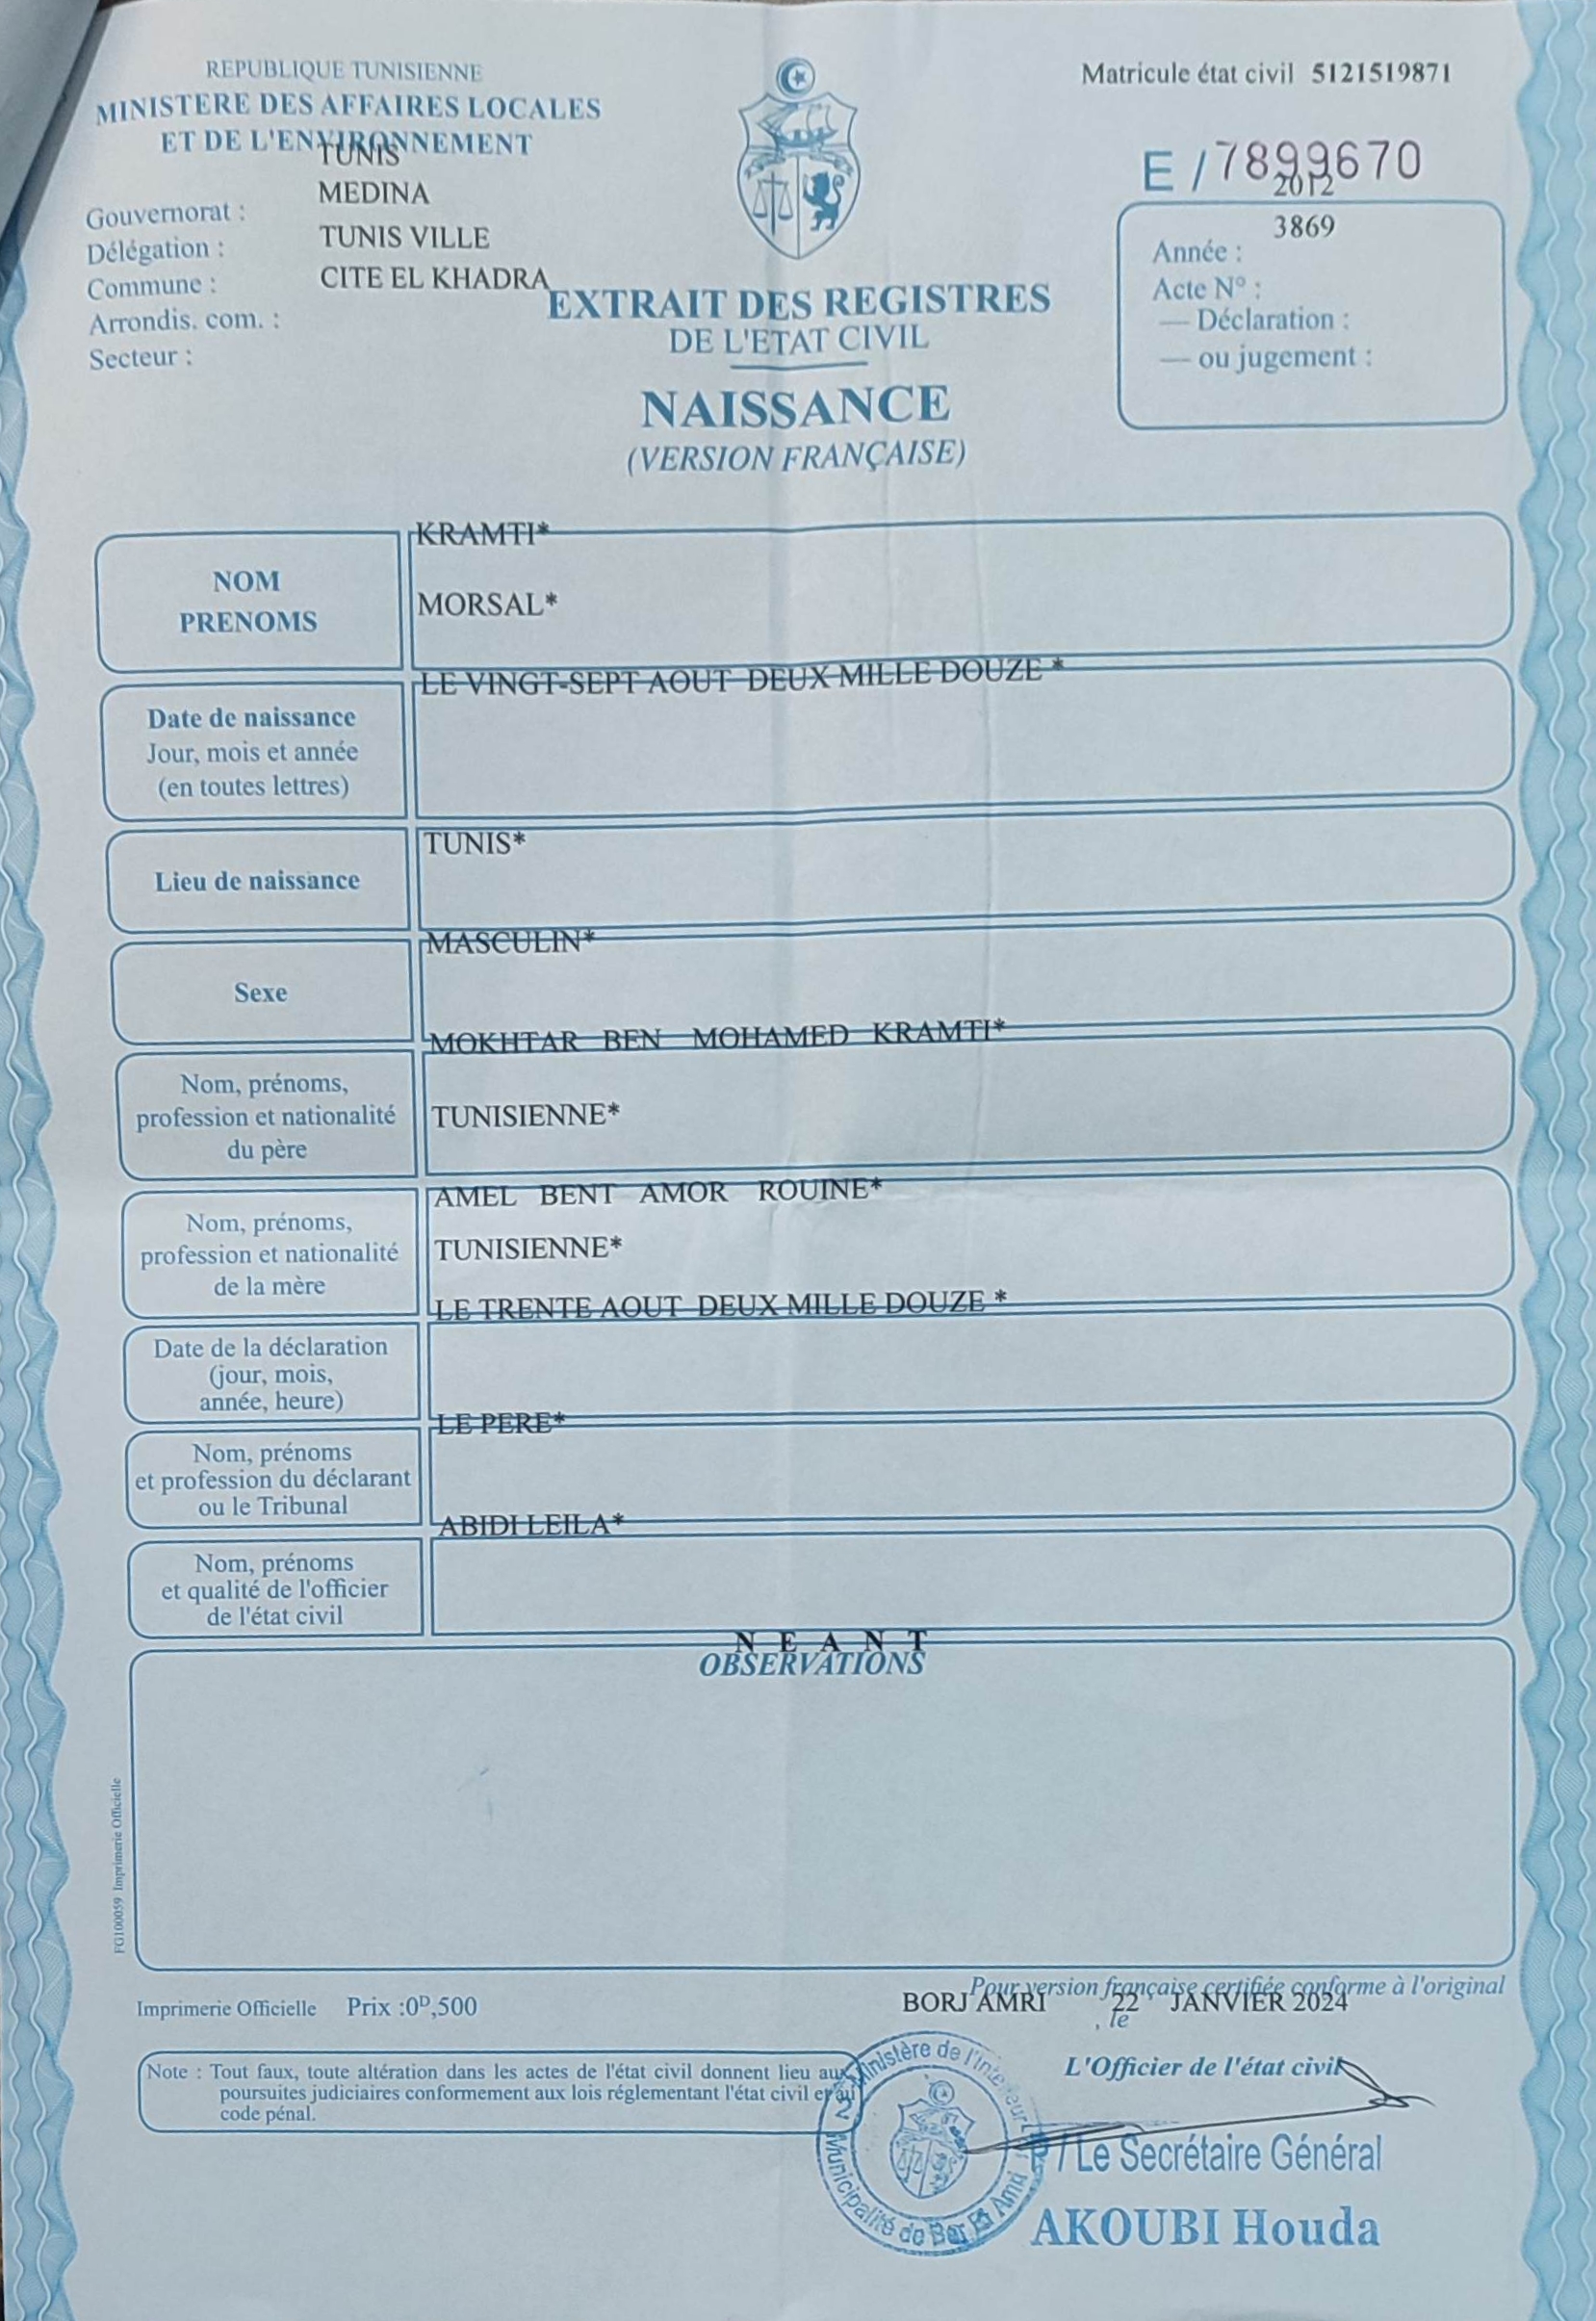 REPUBLIQUE TUNISIENNE
MINISTERE DES AFFAIRES LOCALES
ET DE L'ENVIRONNEMENT
TUNIS
MEDINA
Gouvernorat :
TUNIS VILLE
Délégation :
CITE EL KHADRA
Commune :
Arrondis. com. :
Secteur :
Matricule état civil 5121519871
E / 7899670
2012
3869
Année :
Acte N° :
— Déclaration :
— ou jugement :
EXTRAIT DES REGISTRES
DE L'ETAT CIVIL
NAISSANCE
(VERSION FRANÇAISE)
KRAMTI*
NOM
MORSAL*
PRENOMS
LE VINGT-SEPT AOUT DEUX MILLE DOUZE *
Date de naissance
Jour, mois et année
(en toutes lettres)
TUNIS*
Lieu de naissance
MASCULIN*
Sexe
MOKHTAR BEN MOHAMED KRAMTI*
Nom, prénoms,
profession et nationalité
TUNISIENNE*
du père
AMEL BENT AMOR ROUINE*
Nom, prénoms,
profession et nationalité
TUNISIENNE*
de la mère
LE TRENTE AOUT DEUX MILLE DOUZE *
Date de la déclaration
(jour, mois,
année, heure)
LE PERE*
Nom, prénoms
et profession du déclarant
ou le Tribunal
ABIDI LEILA*
Nom, prénoms
et qualité de l'officier
de l'état civil
N E A N T
OBSERVATIONS
FG100059 Imprimerie Officielle
Imprimerie Officielle Prix :0ᴰ,500
Pour version française certifiée conforme à l'original
BORJ AMRI 22 JANVIER 2024
, le
Note : Tout faux, toute altération dans les actes de l'état civil donnent lieu aux
poursuites judiciaires conformement aux lois réglementant l'état civil et au
code pénal.
L'Officier de l'état civil
Ministère de l'Intérieur
Municipalité de Borj El Amri
P / Le Secrétaire Général
AKOUBI Houda